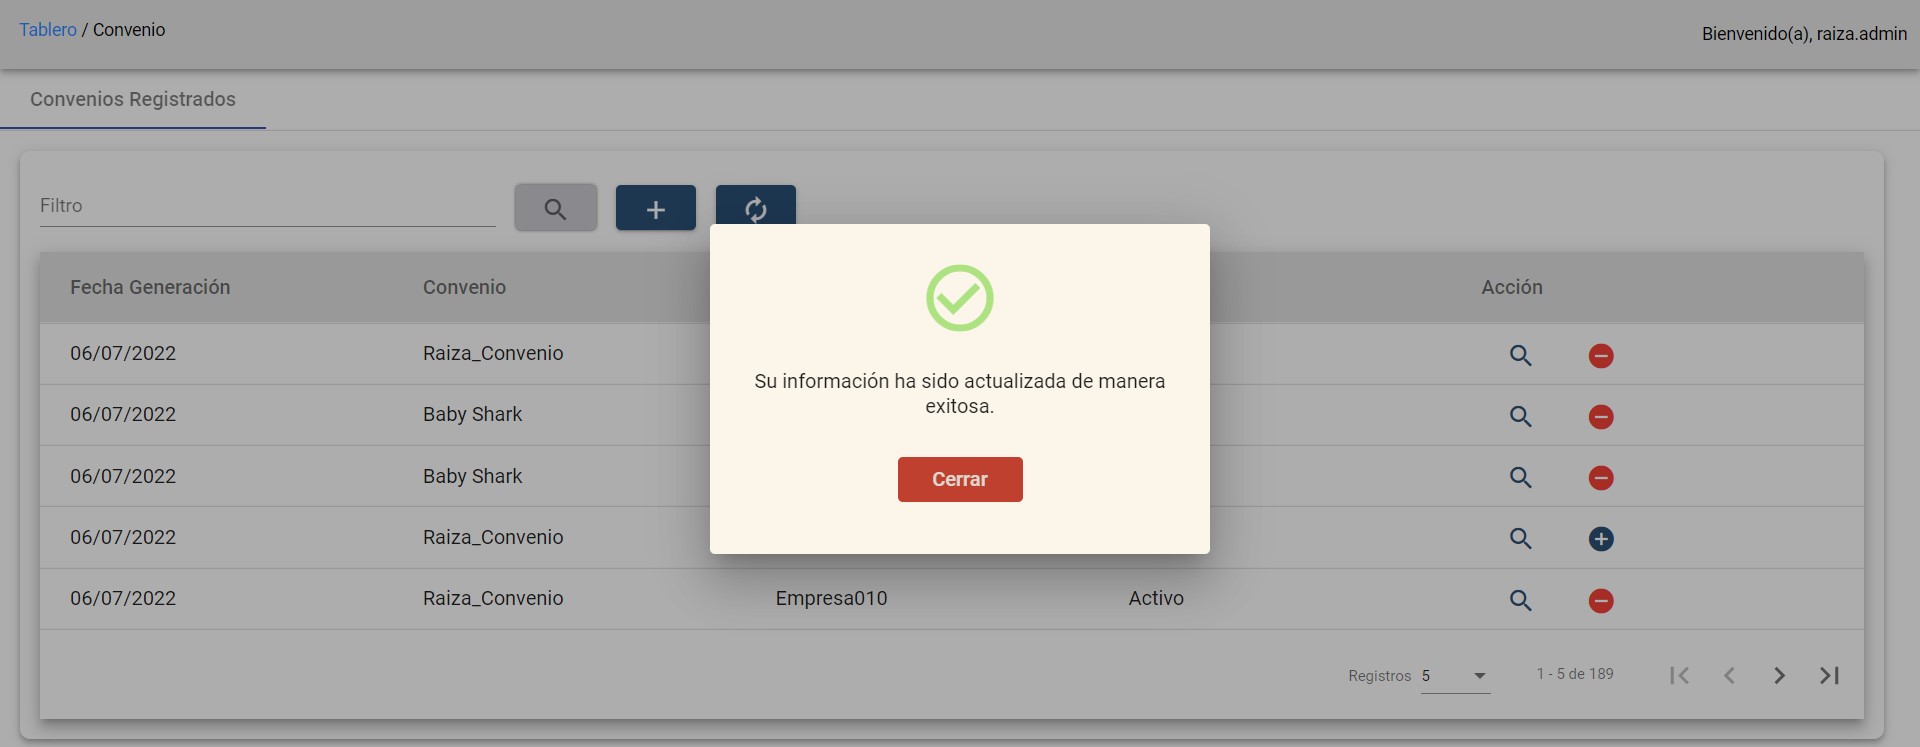 Tablero / Convenio
Bienvenido(a), raiza.admin
Convenios Registrados
Filtro
Fecha Generación Convenio Acción
06/07/2022 Raiza_Convenio
06/07/2022 Baby Shark
06/07/2022 Baby Shark
06/07/2022 Raiza_Convenio
06/07/2022 Raiza_Convenio Empresa010 Activo
Su información ha sido actualizada de manera
exitosa.
Cerrar
Registros 5 1 - 5 de 189